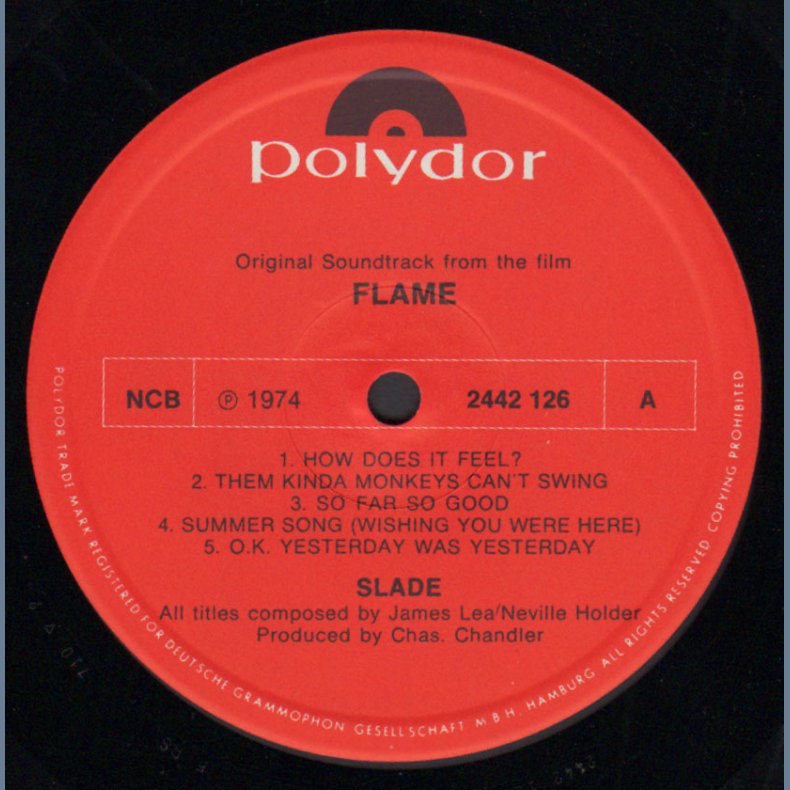 polydor
Original Soundtrack from the film
FLAME
NCB ℗ 1974 2442 126 A
1. HOW DOES IT FEEL?
2. THEM KINDA MONKEYS CAN'T SWING
3. SO FAR SO GOOD
4. SUMMER SONG (WISHING YOU WERE HERE)
5. O.K. YESTERDAY WAS YESTERDAY
SLADE
All titles composed by James Lea/Neville Holder
Produced by Chas. Chandler
POLYDOR TRADE MARK REGISTERED FOR DEUTSCHE GRAMMOPHON GESELLSCHAFT M B H. HAMBURG ALL RIGHTS RESERVED COPYING PROHIBITED